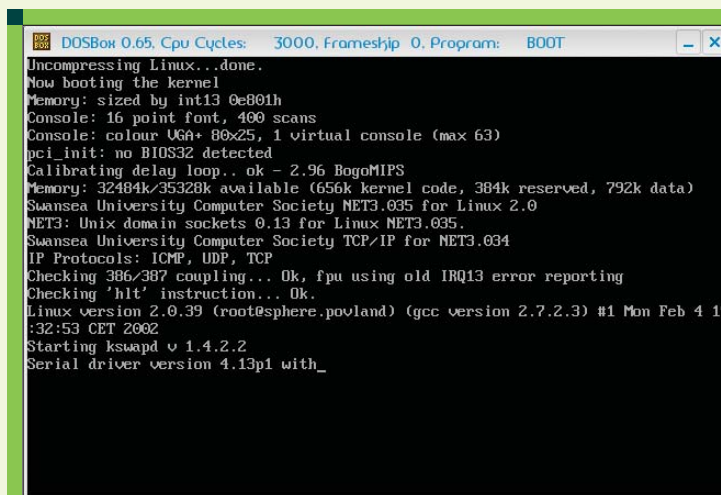 DOSBox 0.65, Cpu Cycles: 3000, Frameskip 0, Program: BOOT
Uncompressing Linux...done.
Now booting the kernel
Memory: sized by int13 0e801h
Console: 16 point font, 400 scans
Console: colour VGA+ 80x25, 1 virtual console (max 63)
pci_init: no BIOS32 detected
Calibrating delay loop.. ok - 2.96 BogoMIPS
Memory: 32484k/35328k available (656k kernel code, 384k reserved, 792k data)
Swansea University Computer Society NET3.035 for Linux 2.0
NET3: Unix domain sockets 0.13 for Linux NET3.035.
Swansea University Computer Society TCP/IP for NET3.034
IP Protocols: ICMP, UDP, TCP
Checking 386/387 coupling... Ok, fpu using old IRQ13 error reporting
Checking 'hlt' instruction... Ok.
Linux version 2.0.39 (root@sphere.povland) (gcc version 2.7.2.3) #1 Mon Feb 4 1
:32:53 CET 2002
Starting kswapd v 1.4.2.2
Serial driver version 4.13p1 with_